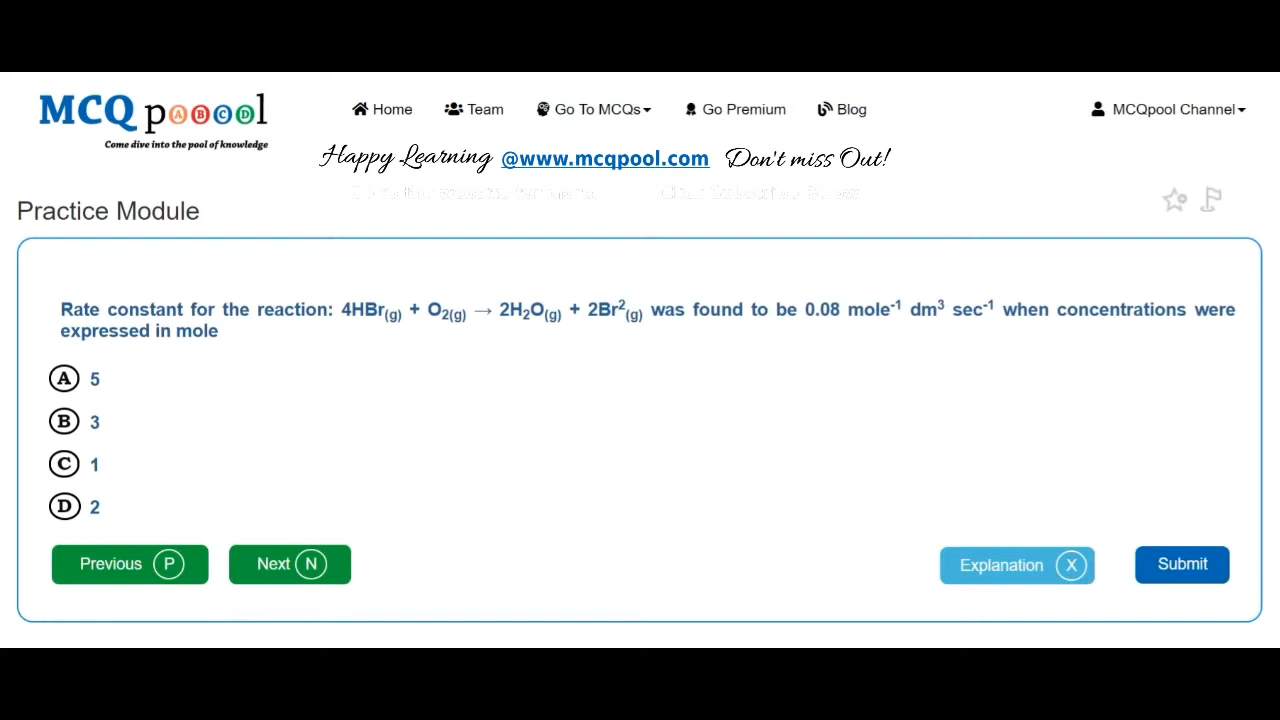 MCQ pABCDl
Come dive into the pool of knowledge
Home Team Go To MCQs Go Premium Blog MCQpool Channel
Happy Learning @www.mcqpool.com Don't miss Out!
Practice Module
Rate constant for the reaction: 4HBr(g) + O2(g) → 2H2O(g) + 2Br²(g) was found to be 0.08 mole⁻¹ dm³ sec⁻¹ when concentrations were
expressed in mole
A 5
B 3
C 1
D 2
Previous P Next N Explanation X Submit